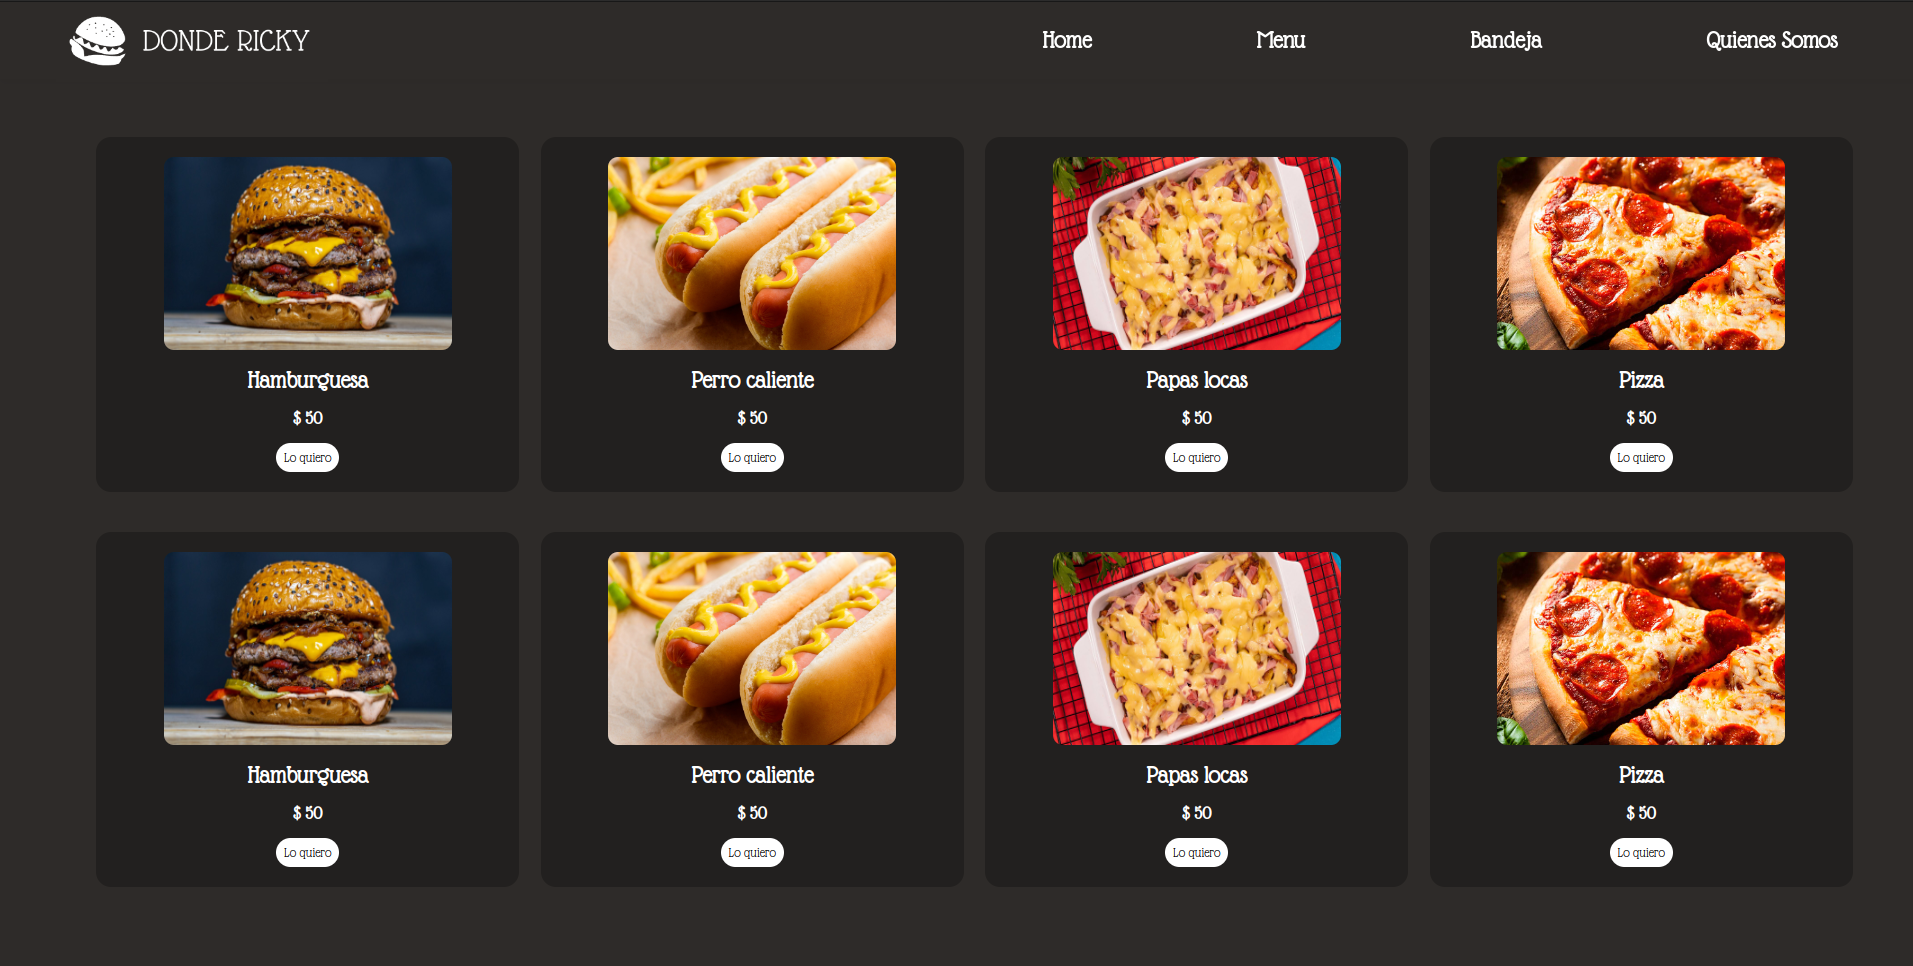 DONDE RICKY
Home
Menu
Bandeja
Quienes Somos
Hamburguesa
$ 50
Lo quiero
Perro caliente
$ 50
Lo quiero
Papas locas
$ 50
Lo quiero
Pizza
$ 50
Lo quiero
Hamburguesa
$ 50
Lo quiero
Perro caliente
$ 50
Lo quiero
Papas locas
$ 50
Lo quiero
Pizza
$ 50
Lo quiero